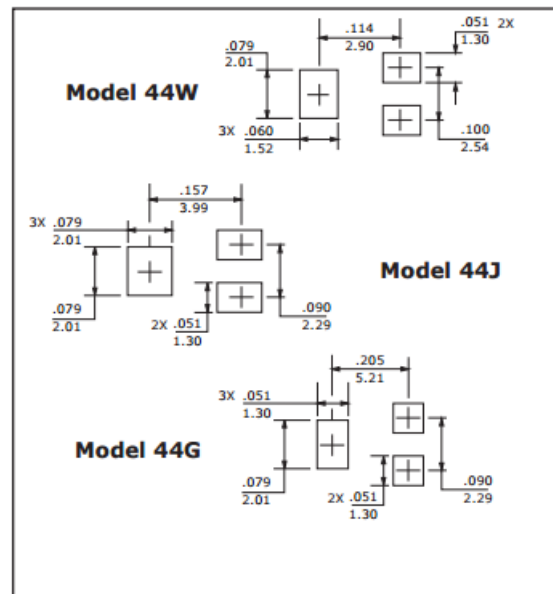 .114
2.90
.051 2X
1.30
.079
2.01
Model 44W
3X .060
1.52
.100
2.54
.157
3.99
3X .079
2.01
Model 44J
.079
2.01
2X .051
1.30
.090
2.29
.205
5.21
3X .051
1.30
Model 44G
.079
2.01
2X .051
1.30
.090
2.29